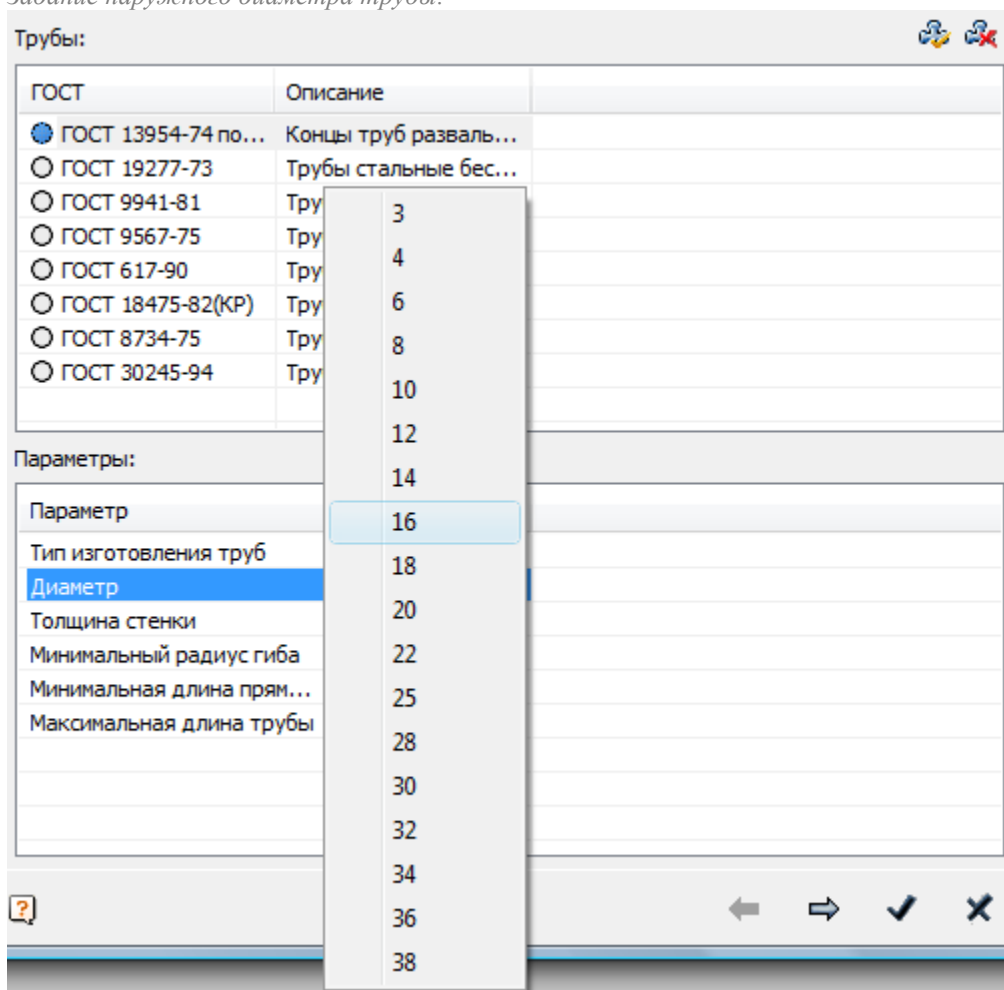 Задание наружного диаметра трубы.
Трубы:
ГОСТ Описание
ГОСТ 13954-74 по... Концы труб разваль...
ГОСТ 19277-73 Трубы стальные бес...
ГОСТ 9941-81 Тру
ГОСТ 9567-75 Тру
ГОСТ 617-90 Тру
ГОСТ 18475-82(КР) Тру
ГОСТ 8734-75 Тру
ГОСТ 30245-94 Тру
3
4
6
8
10
12
14
16
18
20
22
25
28
30
32
34
36
38
Параметры:
Параметр
Тип изготовления труб
Диаметр
Толщина стенки
Минимальный радиус гиба
Минимальная длина прям...
Максимальная длина трубы